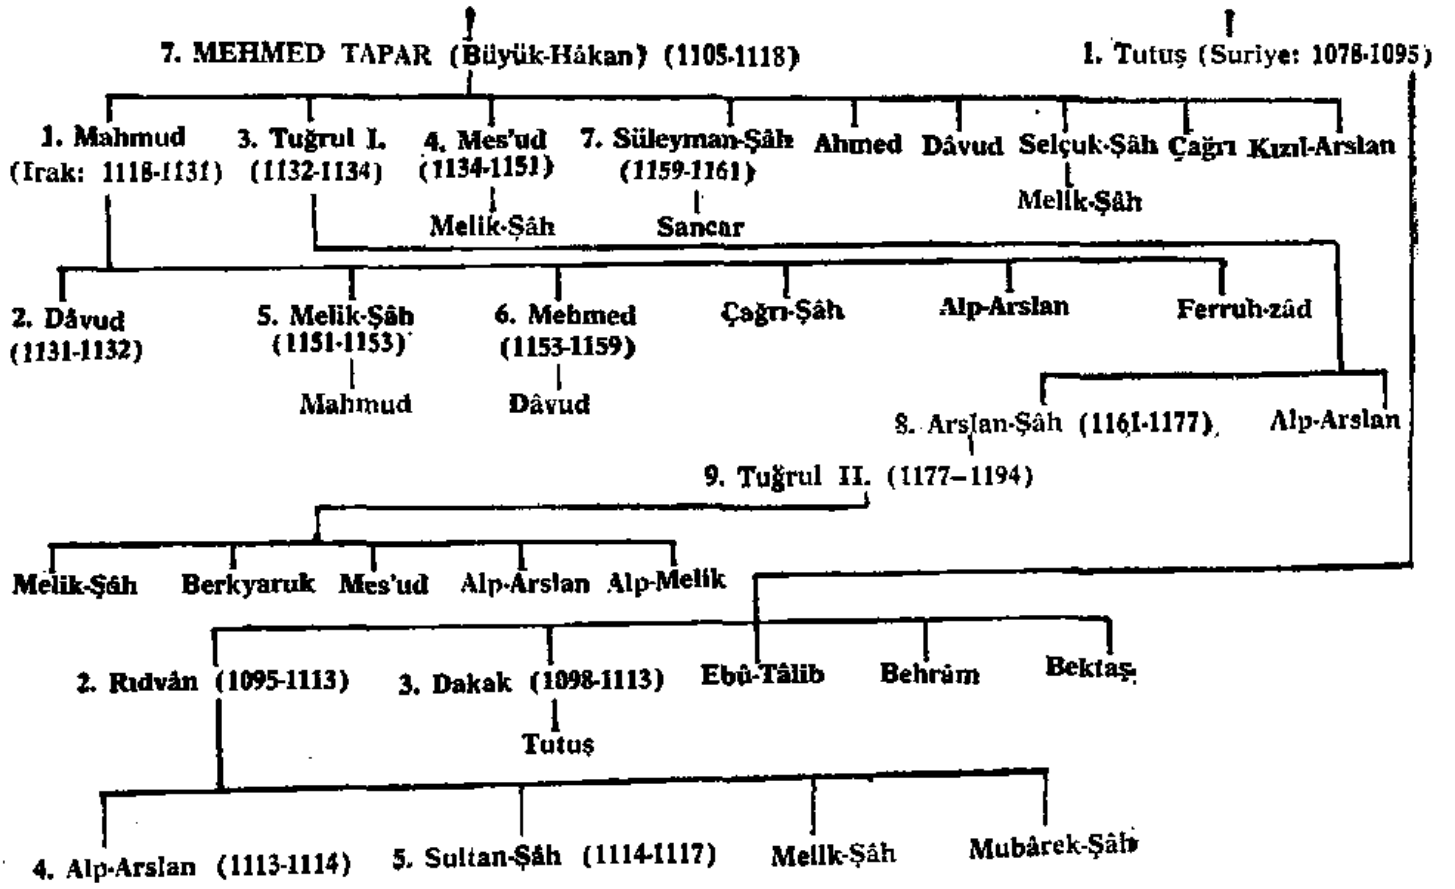 7. MEHMED TAPAR (Büyük-Hâkan) (1105-1118)
1. Tutuş (Suriye: 1078-1095)
1. Mahmud
(Irak: 1118-1131)
3. Tuğrul I.
(1132-1134)
4. Mes'ud
(1134-1151)
Melik-Şâh
7. Süleyman-Şâh
(1159-1161)
Sancar
Ahmed
Dâvud
Selçuk-Şâh
Melik-Şâh
Çağrı
Kızıl-Arslan
2. Dâvud
(1131-1132)
5. Melik-Şâh
(1151-1153)
Mahmud
6. Mehmed
(1153-1159)
Dâvud
Çağrı-Şâh
Alp-Arslan
Ferruh-zâd
8. Arslan-Şâh (1161-1177)
Alp-Arslan
9. Tuğrul II. (1177–1194)
Melik-Şâh
Berkyaruk
Mes'ud
Alp-Arslan
Alp-Melik
2. Rıdvân (1095-1113)
3. Dakak (1098-1113)
Tutuş
Ebû-Tâlib
Behrâm
Bektaş
4. Alp-Arslan (1113-1114)
5. Sultan-Şâh (1114-1117)
Melik-Şâh
Mubârek-Şâh